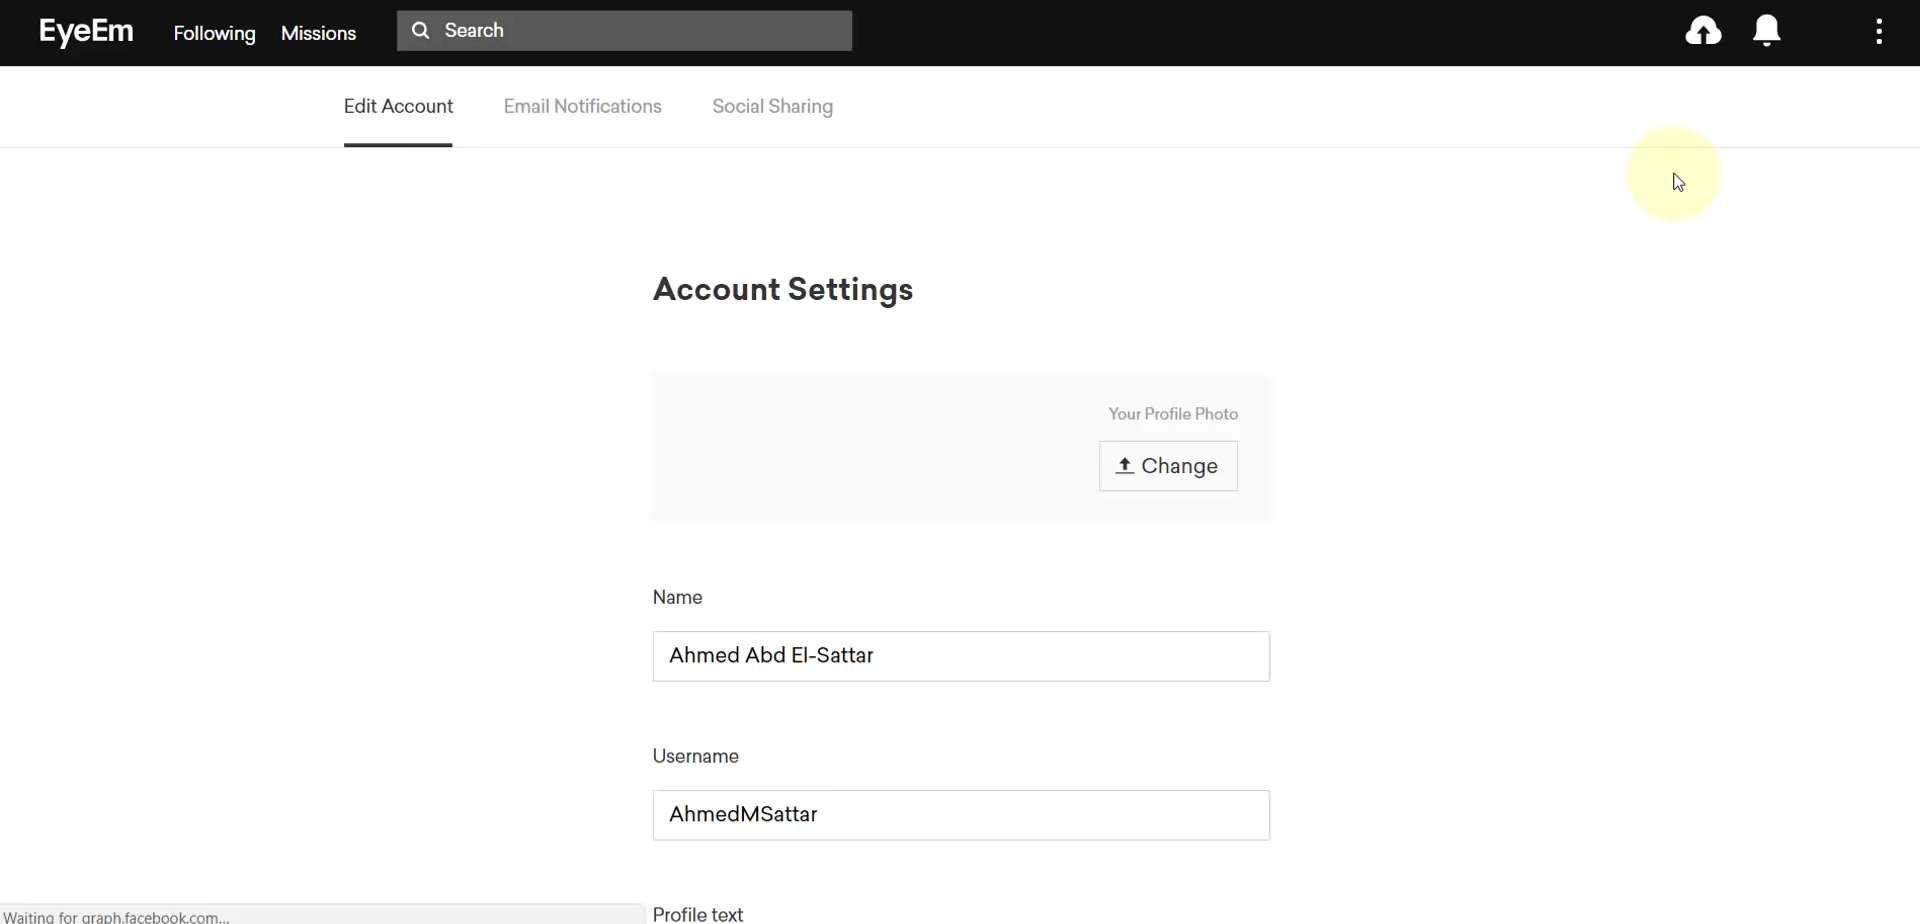 EyeEm
Following
Missions
Search
Edit Account
Email Notifications
Social Sharing
Account Settings
Your Profile Photo
Change
Name
Ahmed Abd El-Sattar
Username
AhmedMSattar
Profile text
Waiting for graph.facebook.com...